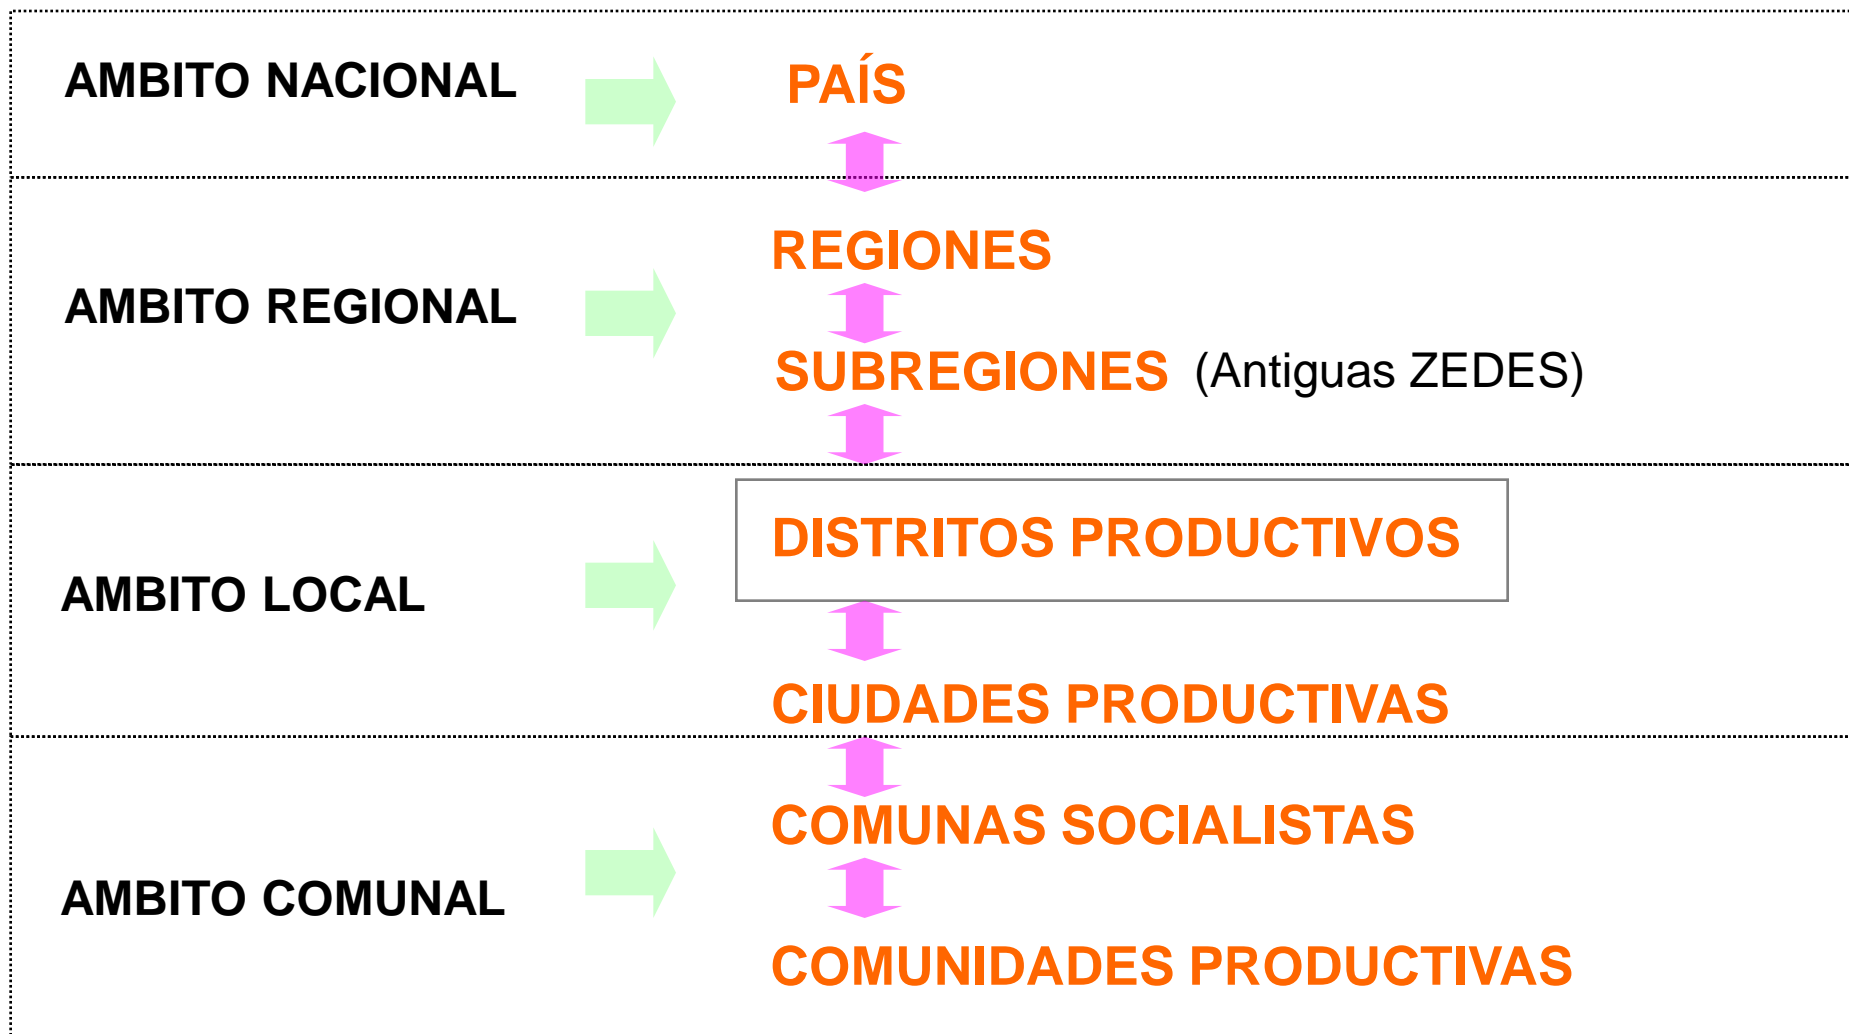 AMBITO NACIONAL
PAÍS
REGIONES
AMBITO REGIONAL
SUBREGIONES (Antiguas ZEDES)
DISTRITOS PRODUCTIVOS
AMBITO LOCAL
CIUDADES PRODUCTIVAS
COMUNAS SOCIALISTAS
AMBITO COMUNAL
COMUNIDADES PRODUCTIVAS